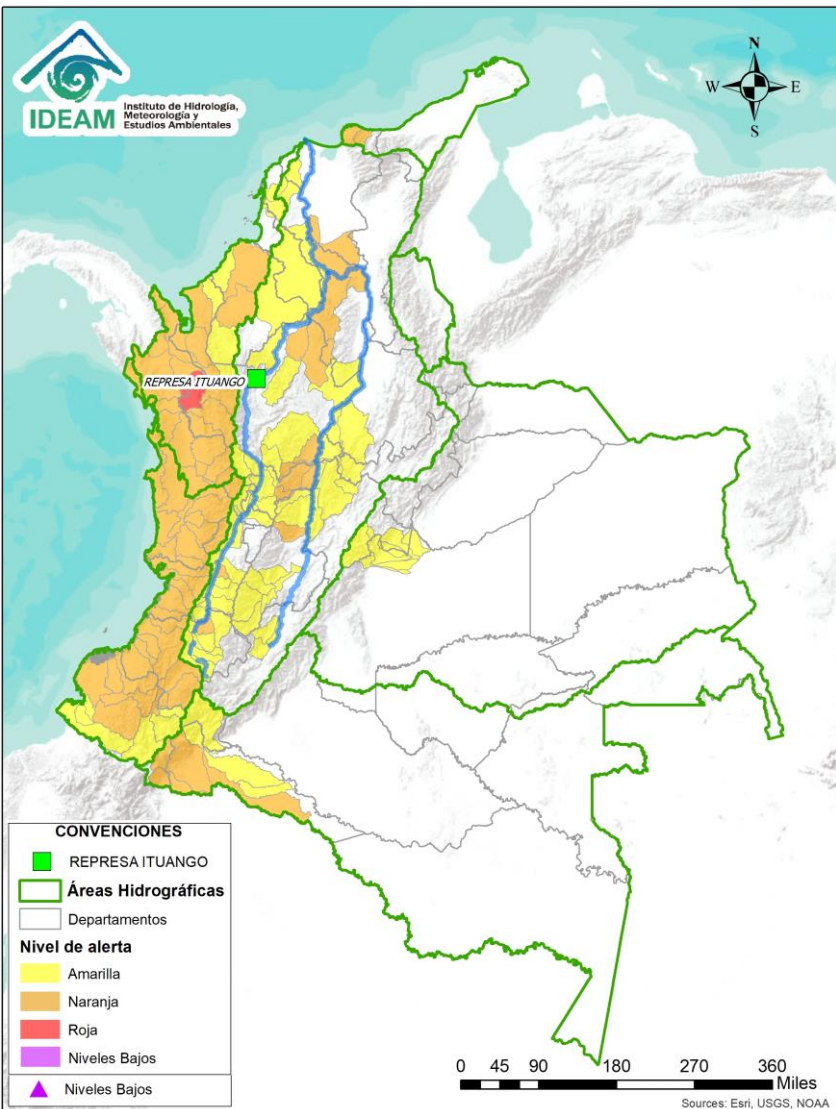 IDEAM
Instituto de Hidrología,
Meteorología y
Estudios Ambientales
N
W
E
S
REPRESA ITUANGO
CONVENCIONES
REPRESA ITUANGO
Áreas Hidrográficas
Departamentos
Nivel de alerta
Amarilla
Naranja
Roja
Niveles Bajos
Niveles Bajos
0 45 90 180 270 360
Miles
Sources: Esri, USGS, NOAA